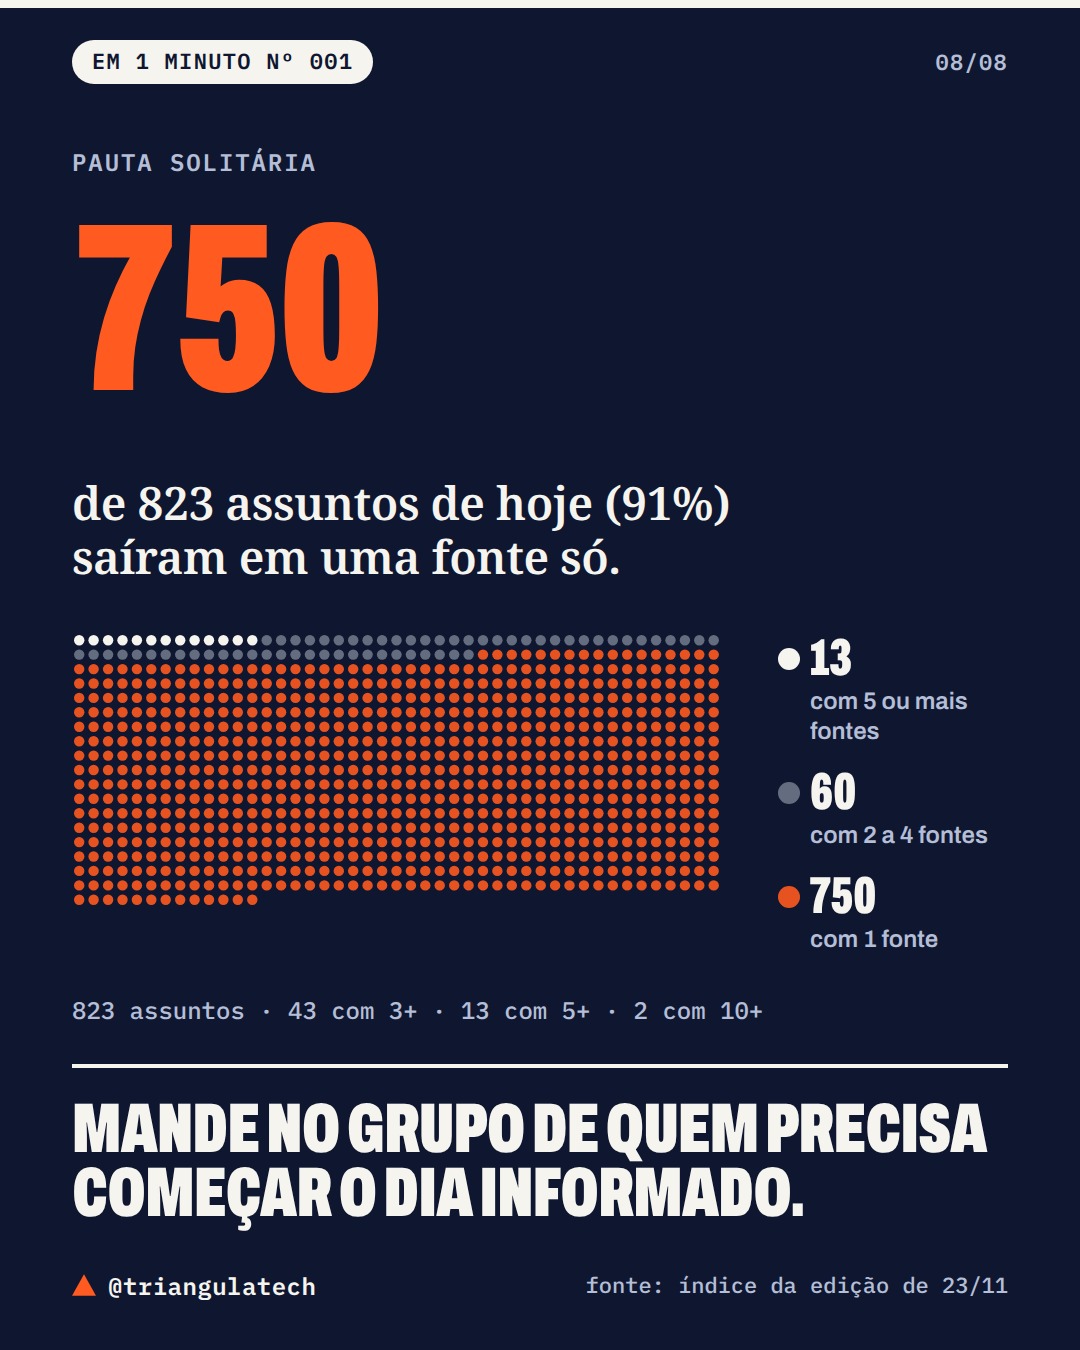 EM 1 MINUTO Nº 001
08/08
PAUTA SOLITÁRIA
750
de 823 assuntos de hoje (91%)
saíram em uma fonte só.
13
com 5 ou mais
fontes
60
com 2 a 4 fontes
750
com 1 fonte
823 assuntos · 43 com 3+ · 13 com 5+ · 2 com 10+
MANDE NO GRUPO DE QUEM PRECISA
COMEÇAR O DIA INFORMADO.
@triangulatech
fonte: índice da edição de 23/11